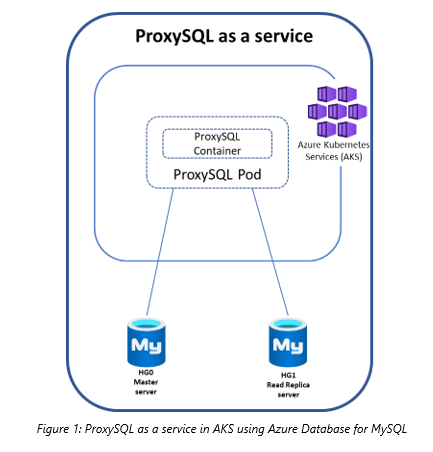 ProxySQL as a service
ProxySQL
Container
ProxySQL Pod
Azure Kubernetes
Services (AKS)
My
HG0
Master
server
My
HG1
Read Replica
server
Figure 1: ProxySQL as a service in AKS using Azure Database for MySQL